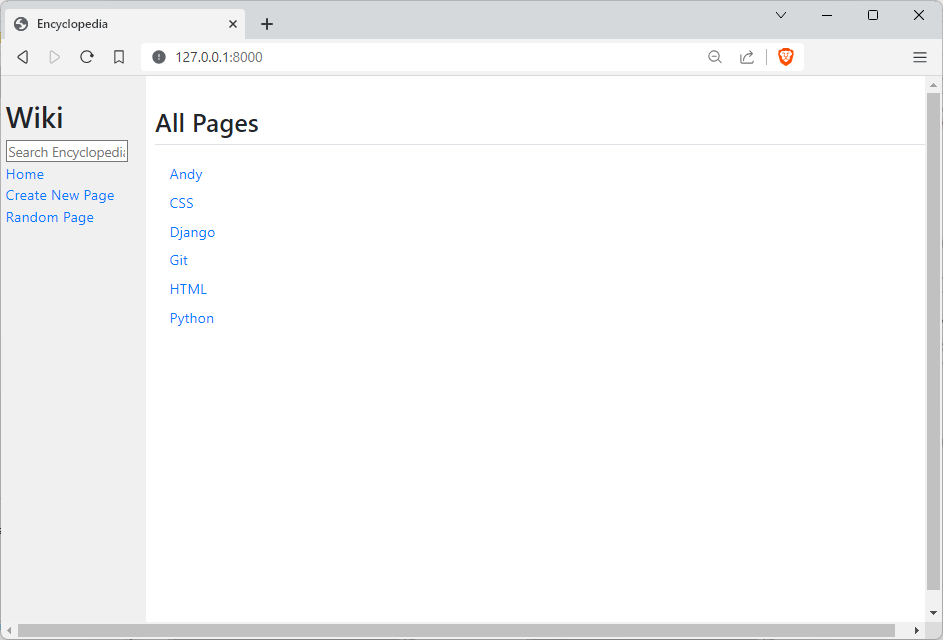 Encyclopedia
127.0.0.1:8000
Wiki
Search Encyclopedia
Home
Create New Page
Random Page
All Pages
Andy
CSS
Django
Git
HTML
Python